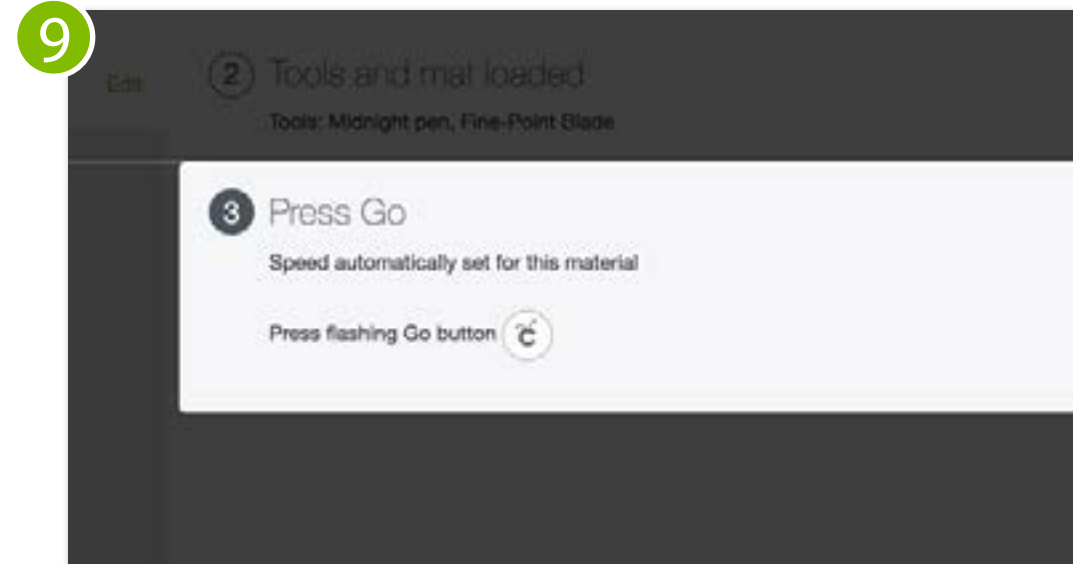 9
Edit
2 Tools and mat loaded
Tools: Midnight pen, Fine-Point Blade
3 Press Go
Speed automatically set for this material
Press flashing Go button C